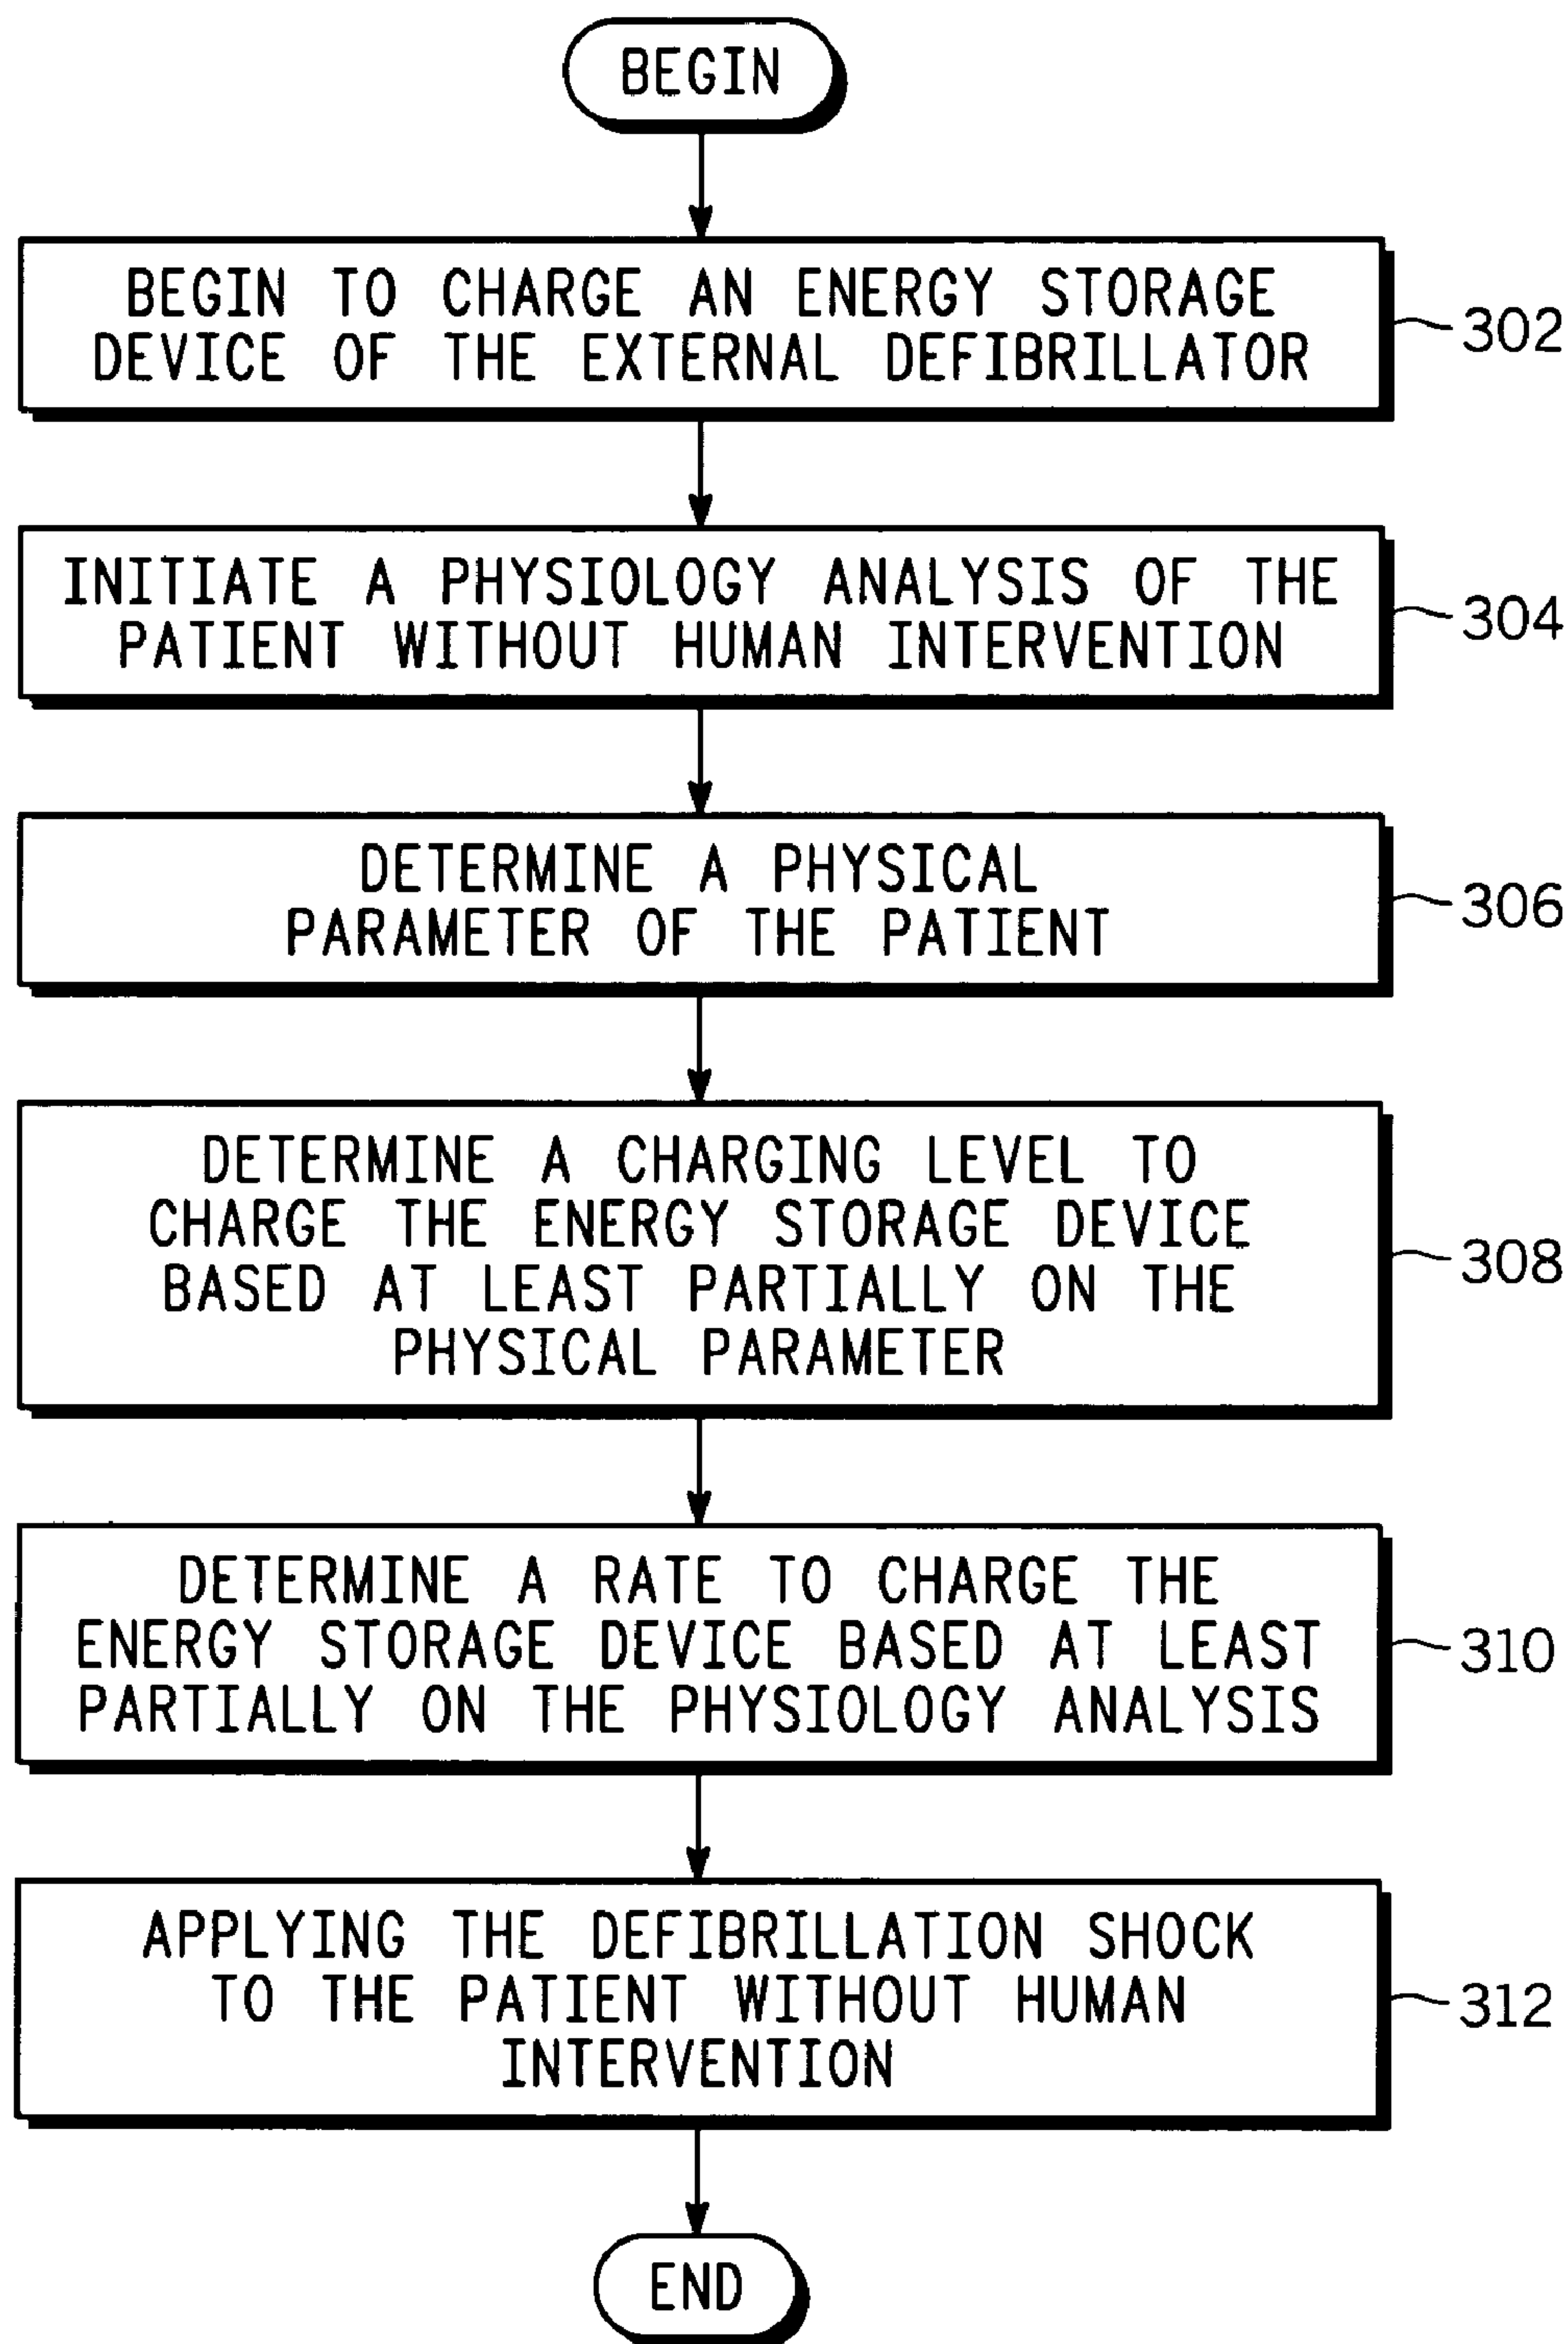 BEGIN
BEGIN TO CHARGE AN ENERGY STORAGE
DEVICE OF THE EXTERNAL DEFIBRILLATOR
302
INITIATE A PHYSIOLOGY ANALYSIS OF THE
PATIENT WITHOUT HUMAN INTERVENTION
304
DETERMINE A PHYSICAL
PARAMETER OF THE PATIENT
306
DETERMINE A CHARGING LEVEL TO
CHARGE THE ENERGY STORAGE DEVICE
BASED AT LEAST PARTIALLY ON THE
PHYSICAL PARAMETER
308
DETERMINE A RATE TO CHARGE THE
ENERGY STORAGE DEVICE BASED AT LEAST
PARTIALLY ON THE PHYSIOLOGY ANALYSIS
310
APPLYING THE DEFIBRILLATION SHOCK
TO THE PATIENT WITHOUT HUMAN
INTERVENTION
312
END